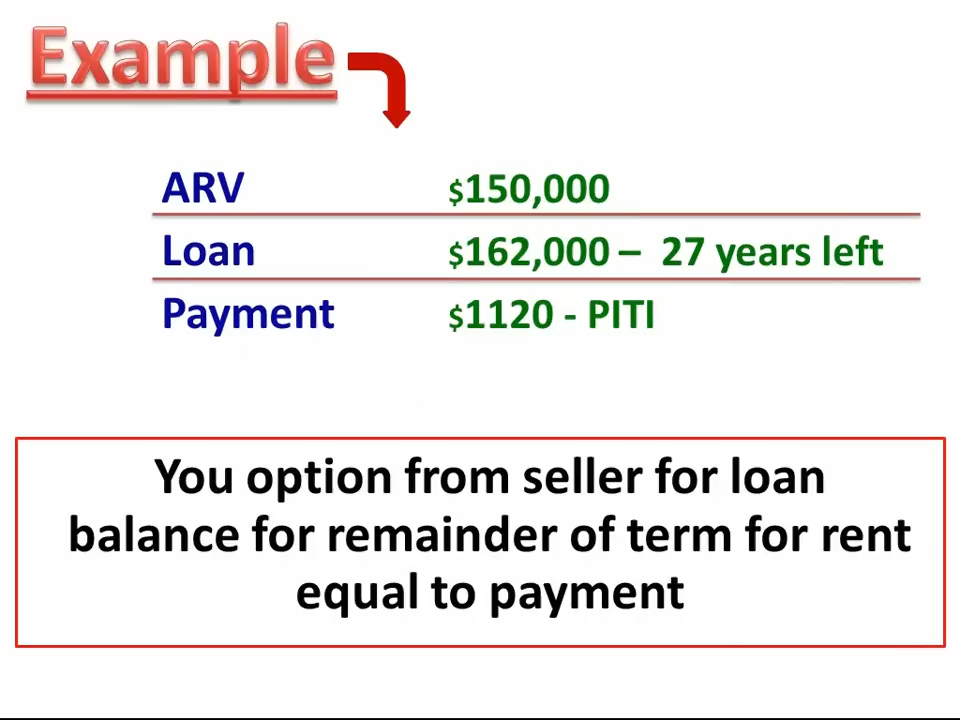 Example
ARV $150,000
Loan $162,000 – 27 years left
Payment $1120 - PITI
You option from seller for loan
balance for remainder of term for rent
equal to payment